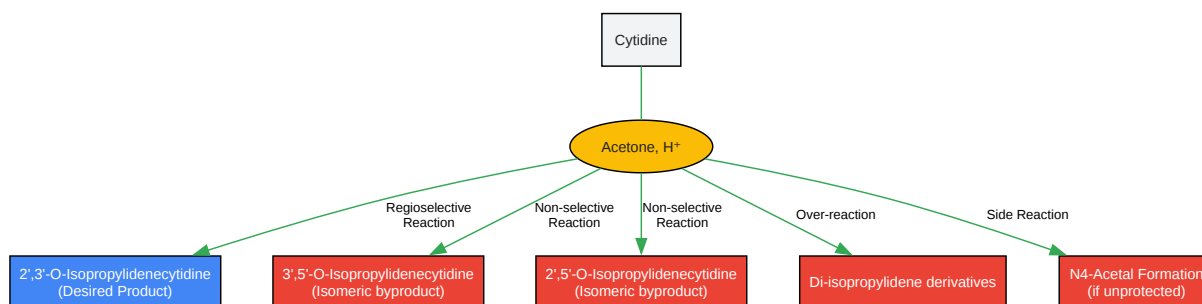 Cytidine
Acetone, H⁺
Regioselective
Reaction
Non-selective
Reaction
Non-selective
Reaction
Over-reaction
Side Reaction
2',3'-O-Isopropylidenecytidine
(Desired Product)
3',5'-O-Isopropylidenecytidine
(Isomeric byproduct)
2',5'-O-Isopropylidenecytidine
(Isomeric byproduct)
Di-isopropylidene derivatives
N4-Acetal Formation
(if unprotected)